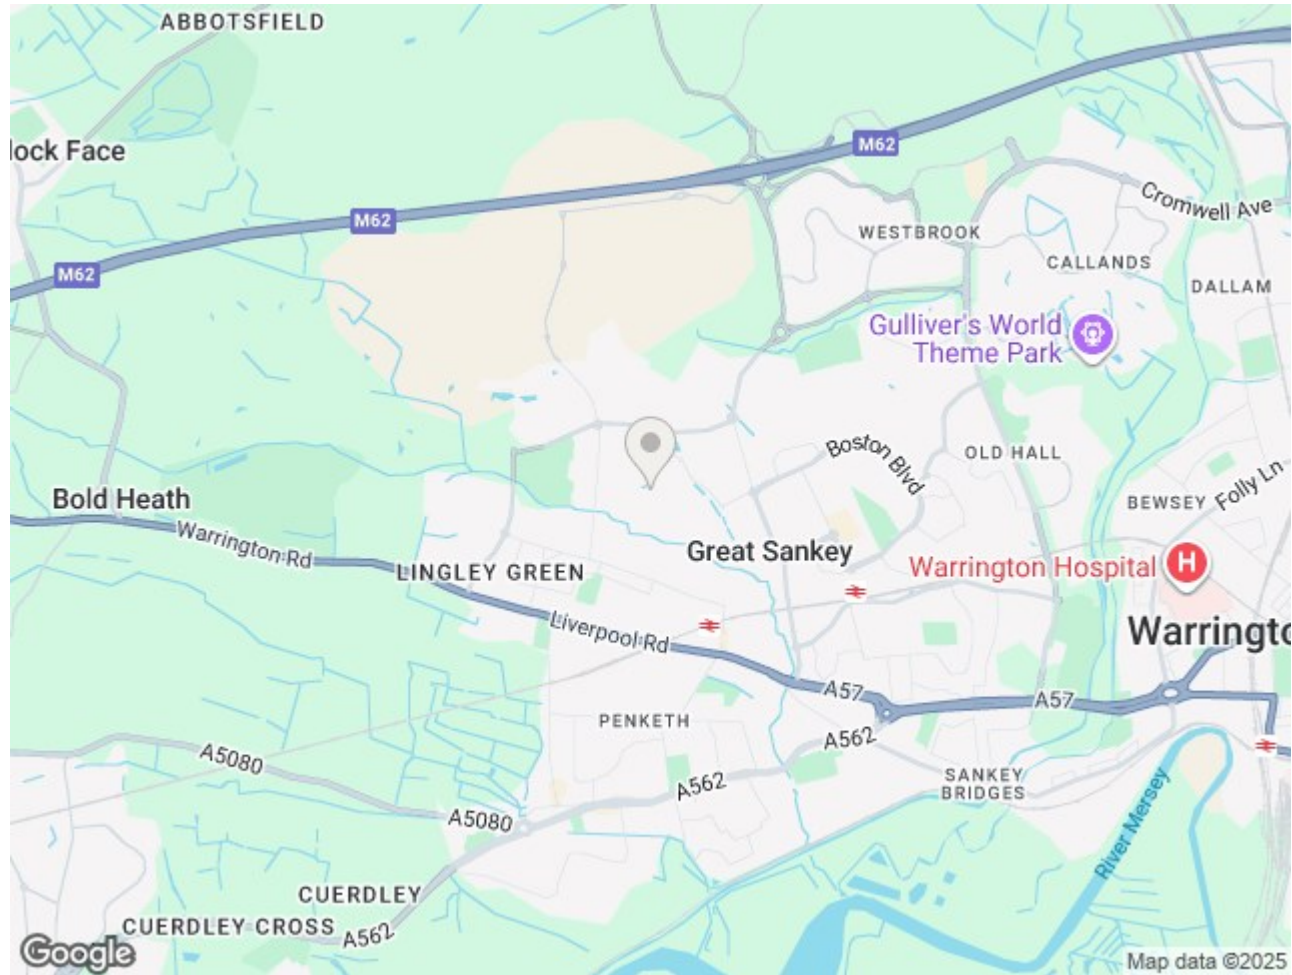 ABBOTSFIELD
lock Face
M62
M62
M62
Cromwell Ave
WESTBROOK
CALLANDS
DALLAM
Gulliver's World
Theme Park
Boston Blvd
OLD HALL
Folly Ln
BEWSEY
Bold Heath
Warrington Rd
Great Sankey
LINGLEY GREEN
Warrington Hospital
H
Liverpool Rd
Warringto
A57
A57
PENKETH
A562
A5080
SANKEY
BRIDGES
A562
River Mersey
A5080
CUERDLEY
CUERDLEY CROSS
A562
Google
Map data ©2025